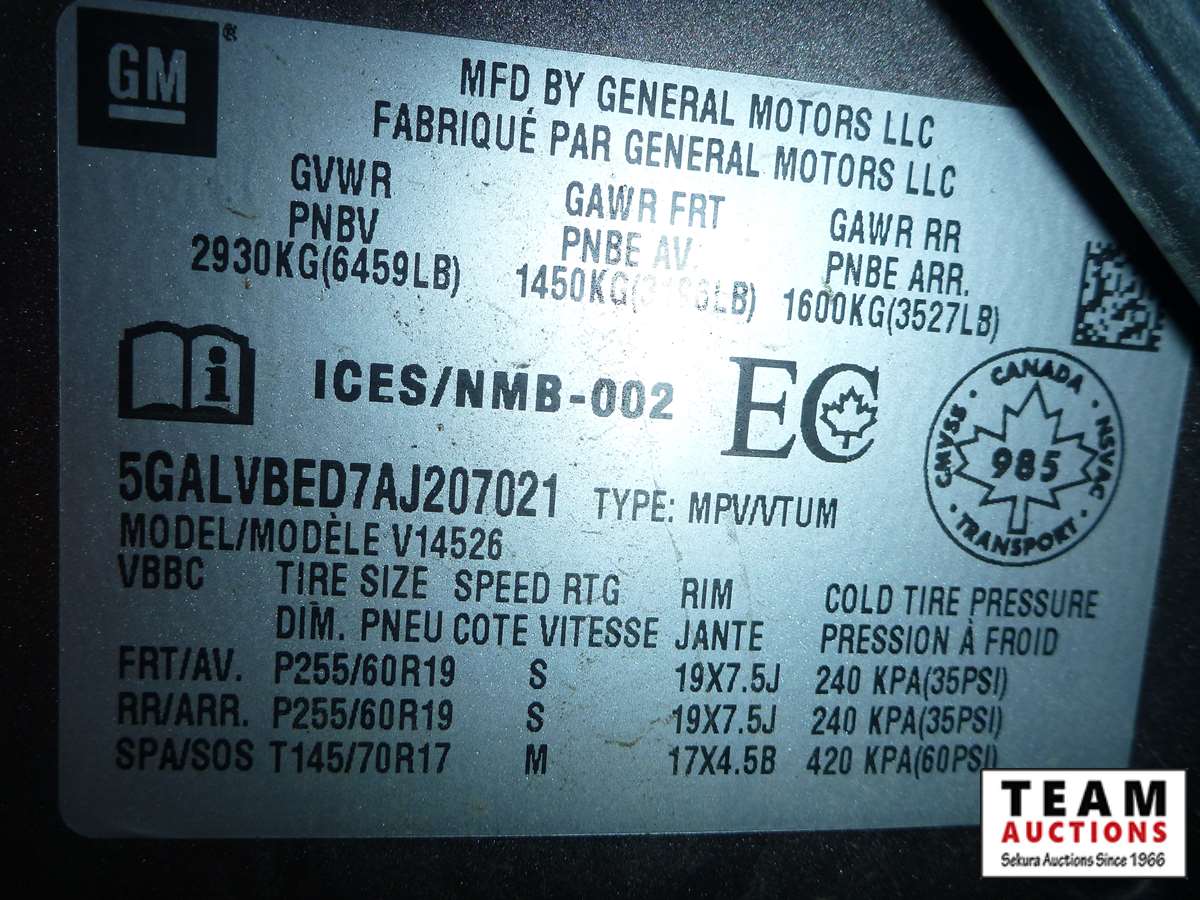 GM ®
MFD BY GENERAL MOTORS LLC
FABRIQUÉ PAR GENERAL MOTORS LLC
GVWR GAWR FRT GAWR RR
PNBV PNBE AV. PNBE ARR.
2930KG(6459LB) 1450KG( LB) 1600KG(3527LB)
ICES/NMB-002 EC
CANADA
CMVSS NSVAC
985
TRANSPORT
5GALVBED7AJ207021 TYPE: MPV/VTUM
MODEL/MODÈLE V14526
VBBC TIRE SIZE SPEED RTG RIM COLD TIRE PRESSURE
DIM. PNEU COTE VITESSE JANTE PRESSION À FROID
FRT/AV. P255/60R19 S 19X7.5J 240 KPA(35PSI)
RR/ARR. P255/60R19 S 19X7.5J 240 KPA(35PSI)
SPA/SOS T145/70R17 M 17X4.5B 420 KPA(60PSI)
TEAM
AUCTIONS
Sekura Auctions Since 1966